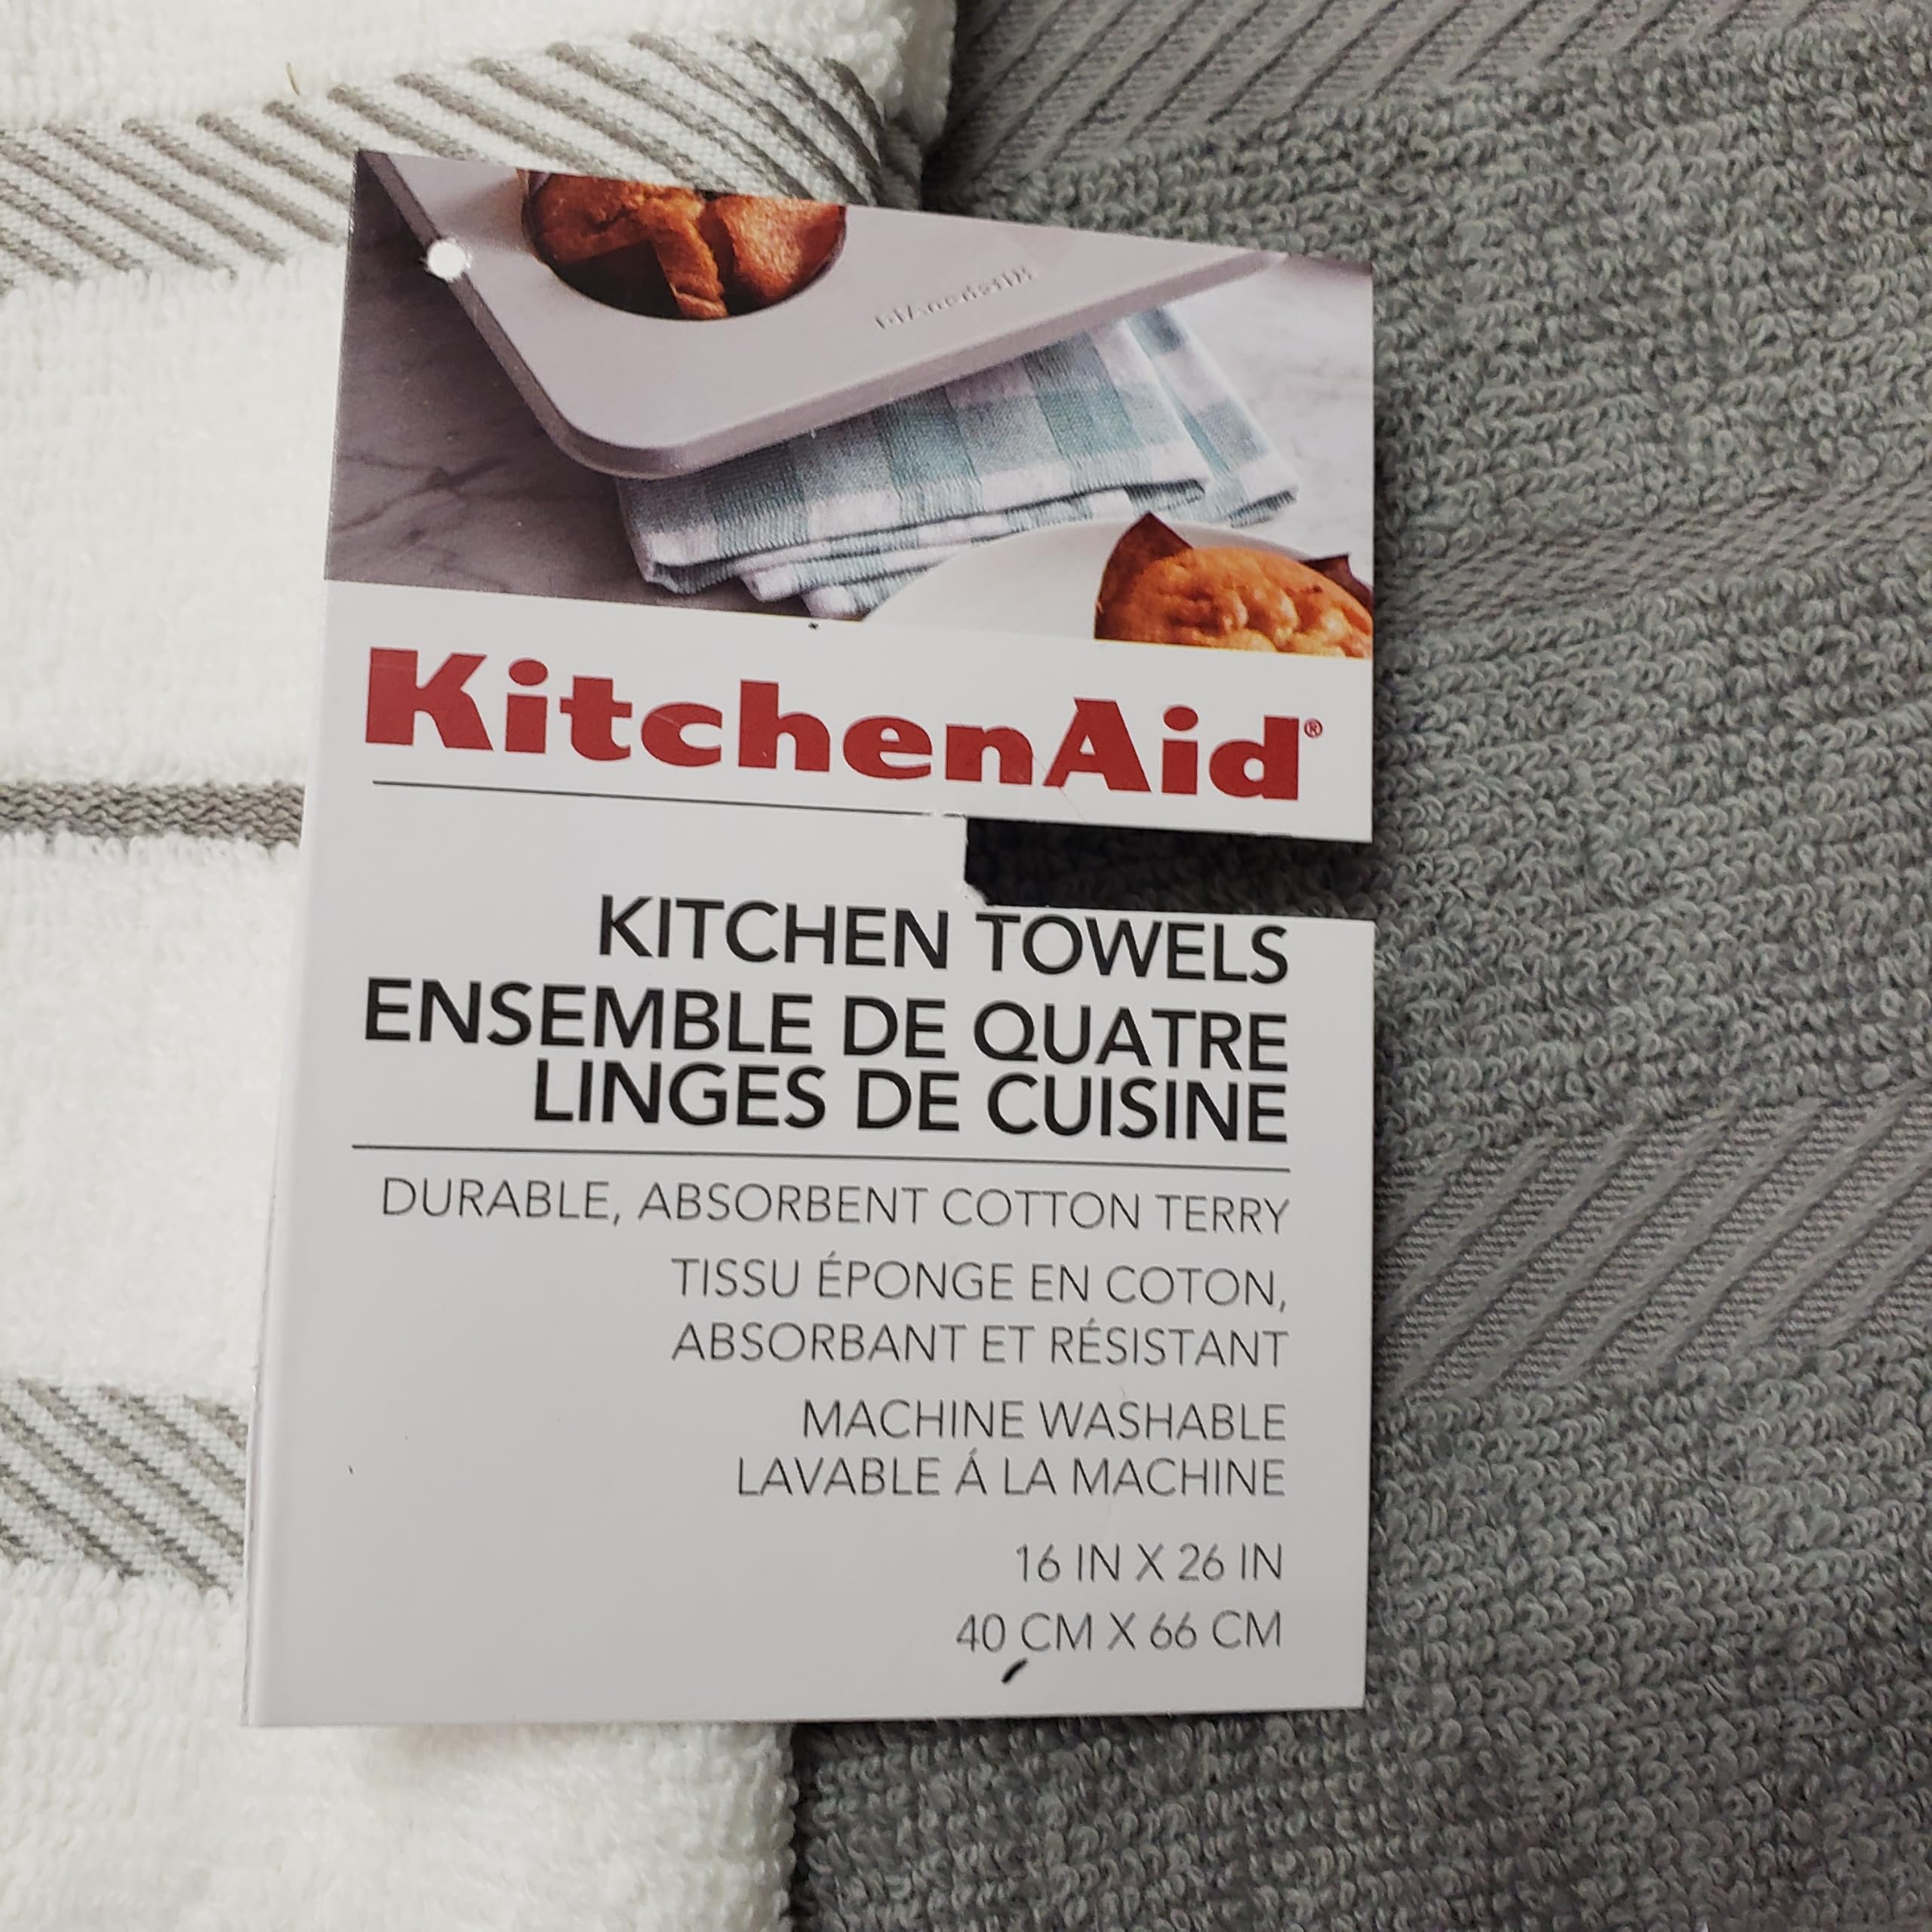 KitchenAid
KitchenAid®
KITCHEN TOWELS
ENSEMBLE DE QUATRE
LINGES DE CUISINE
DURABLE, ABSORBENT COTTON TERRY
TISSU ÉPONGE EN COTON,
ABSORBANT ET RÉSISTANT
MACHINE WASHABLE
LAVABLE Á LA MACHINE
16 IN X 26 IN
40 CM X 66 CM